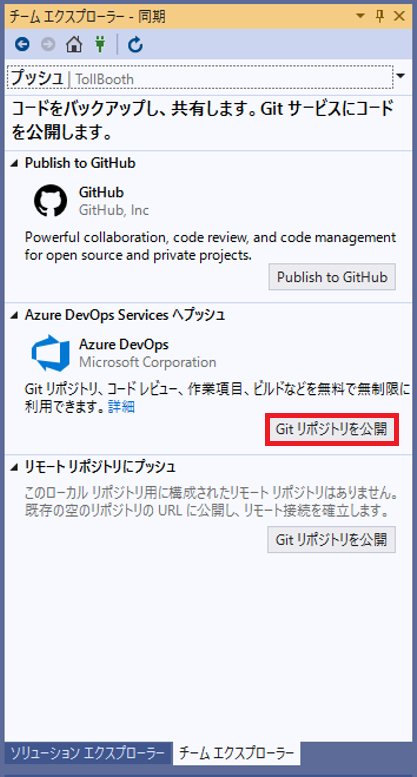 チーム エクスプローラー - 同期
プッシュ | TollBooth
コードをバックアップし、共有します。Git サービスにコード
を公開します。
Publish to GitHub
GitHub
GitHub, Inc
Powerful collaboration, code review, and code management
for open source and private projects.
Publish to GitHub
Azure DevOps Services へプッシュ
Azure DevOps
Microsoft Corporation
Git リポジトリ、コード レビュー、作業項目、ビルドなどを無料で無制限に
利用できます。 詳細
Git リポジトリを公開
リモート リポジトリにプッシュ
このローカル リポジトリ用に構成されたリモート リポジトリはありません。
既存の空のリポジトリの URL に公開し、リモート接続を確立します。
Git リポジトリを公開
ソリューション エクスプローラー チーム エクスプローラー